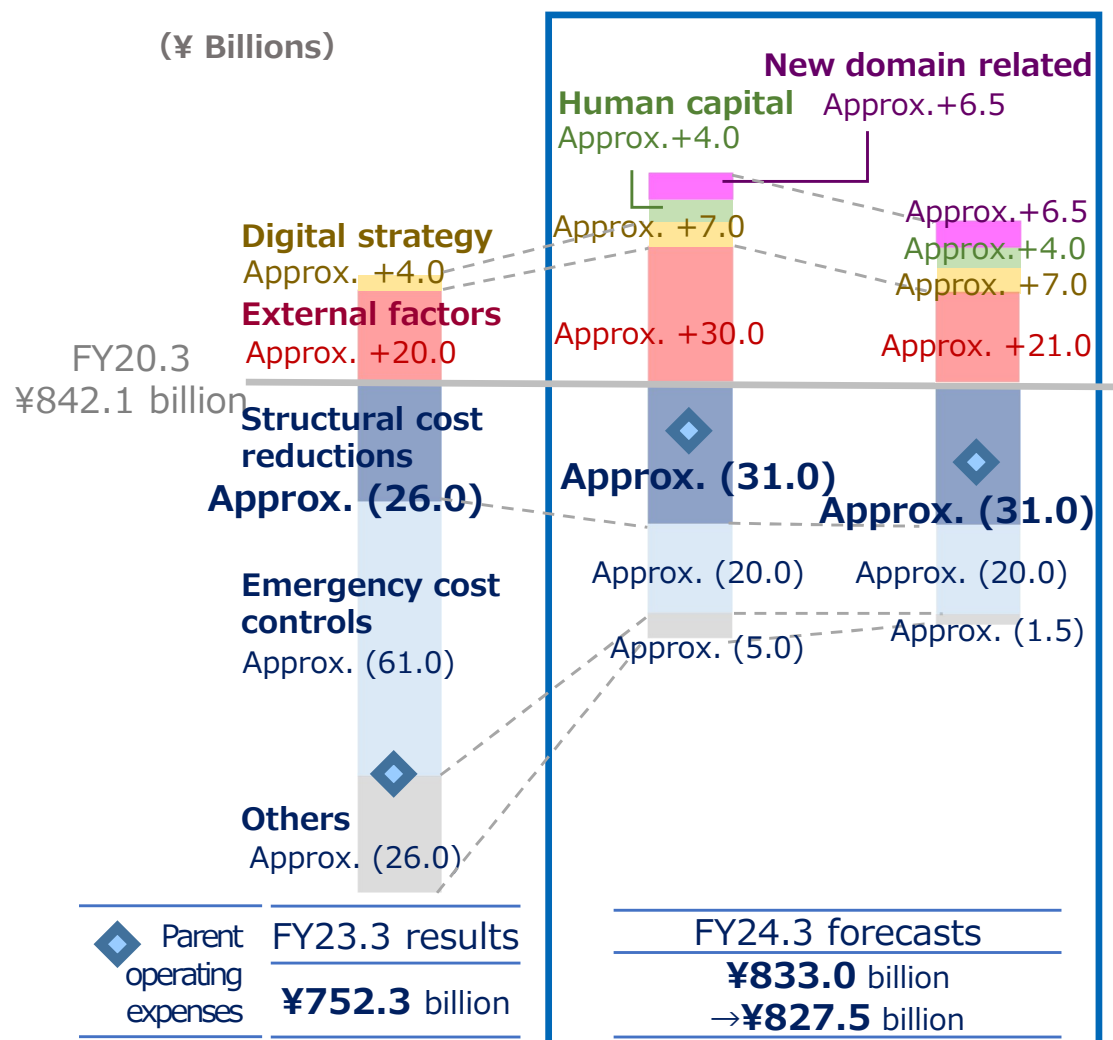 (¥ Billions)
New domain related
Approx.+6.5
Human capital
Approx.+4.0
Digital strategy
Approx. +4.0
Approx. +7.0
Approx.+6.5
Approx.+4.0
Approx.+7.0
External factors
Approx. +20.0
Approx. +30.0
Approx. +21.0
FY20.3
¥842.1 billion
Structural cost
reductions
Approx. (26.0)
Approx. (31.0)
Approx. (31.0)
Emergency cost
controls
Approx. (61.0)
Approx. (20.0)
Approx. (20.0)
Approx. (5.0)
Approx. (1.5)
Others
Approx. (26.0)
Parent
operating
expenses
FY23.3 results
¥752.3 billion
FY24.3 forecasts
¥833.0 billion
→¥827.5 billion